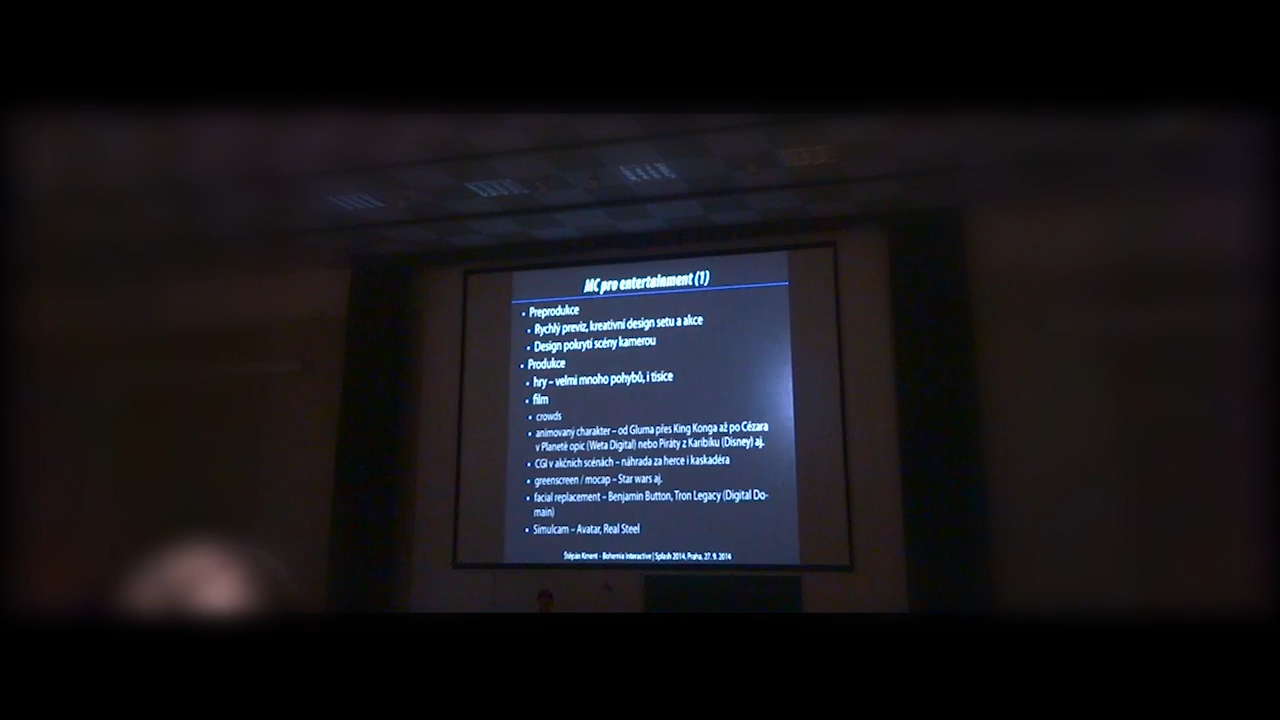 MC pro entertainment (1)
• Preprodukce
• Rychlý previz, kreativní design setu a akce
• Design pokrytí scény kamerou
• Produkce
• hry – velmi mnoho pohybů, i tisíce
• film
• crowds
• animovaný charakter – od Gluma přes King Konga až po Cézara
v Planetě opic (Weta Digital) nebo Piráty z Karibiku (Disney) aj.
• CGI v akčních scénách – náhrada za herce i kaskadéra
• greenscreen / mocap – Star wars aj.
• facial replacement – Benjamin Button, Tron Legacy (Digital Do-
main)
• Simulcam – Avatar, Real Steel
Štěpán Kment - Bohemia Interactive | Splash 2014, Praha, 27. 9. 2014